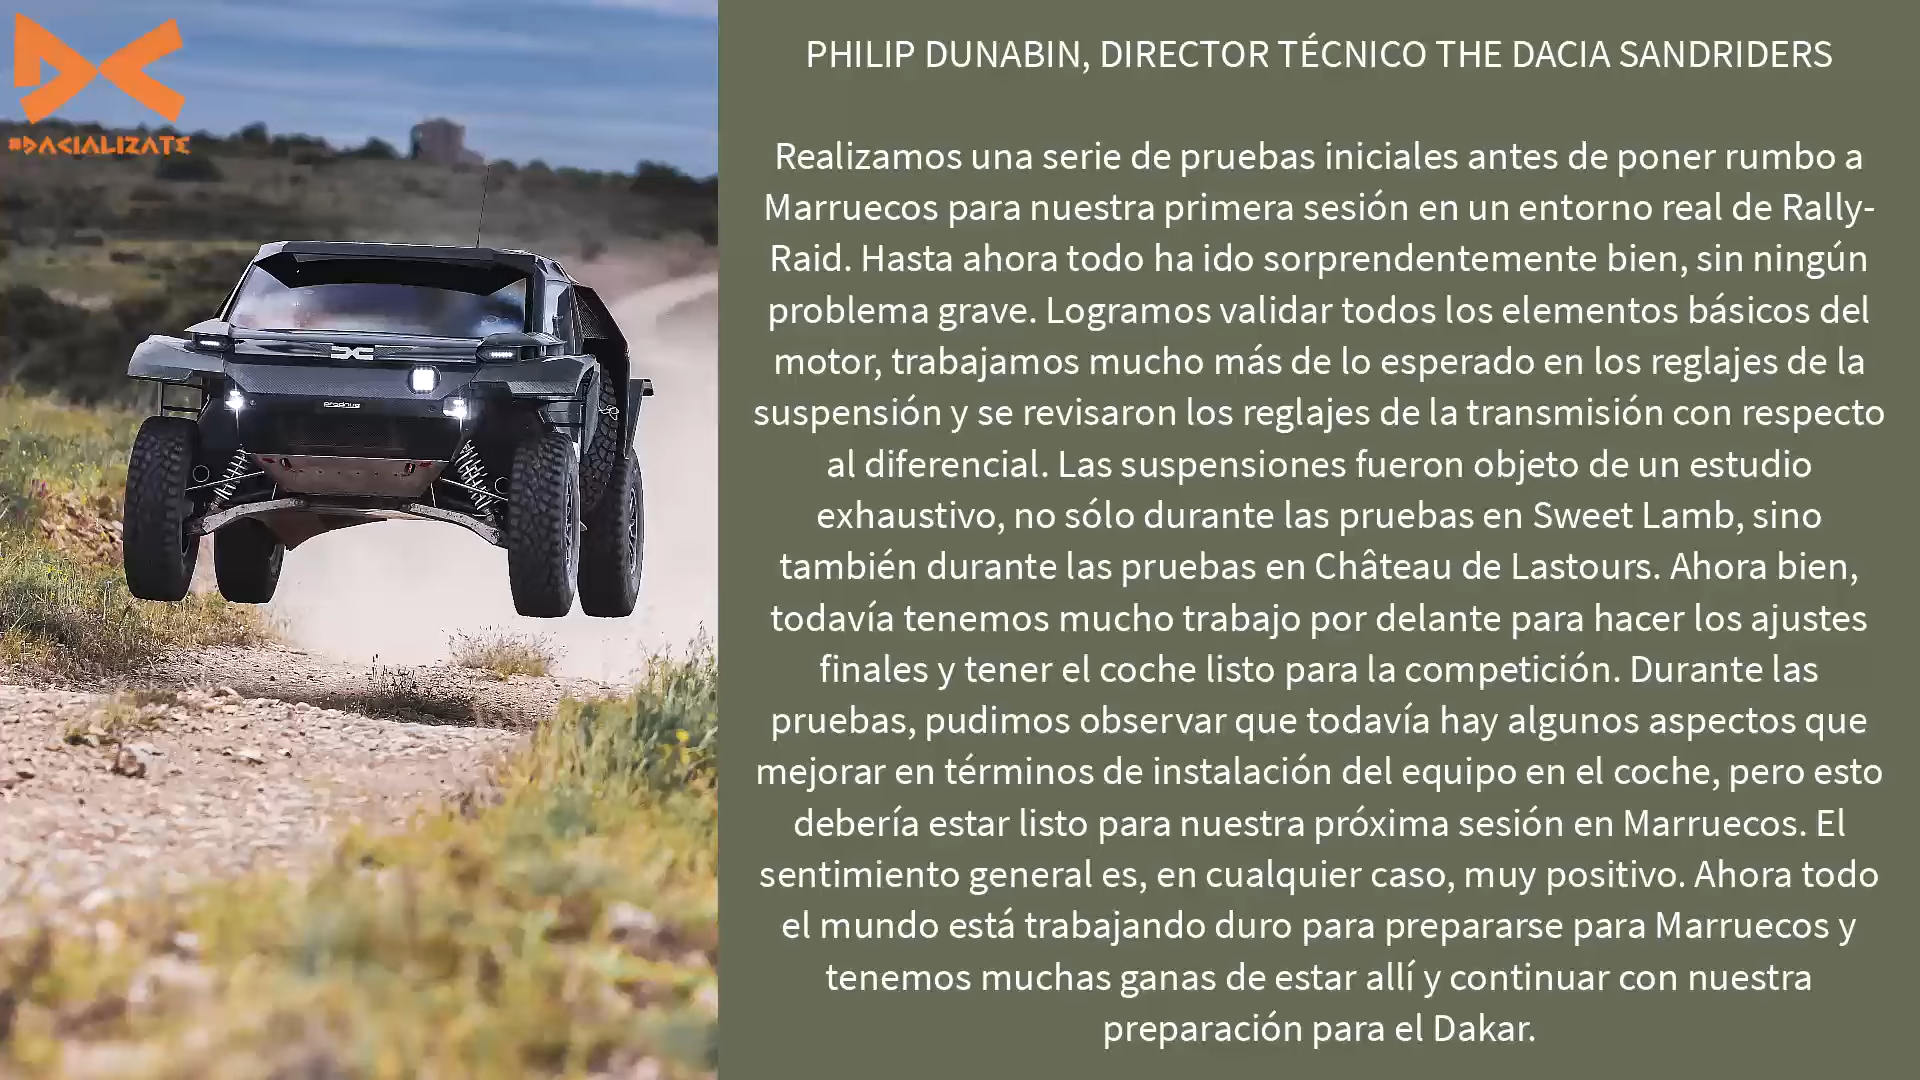 #DACIALIZATE
prodrive
PHILIP DUNABIN, DIRECTOR TÉCNICO THE DACIA SANDRIDERS
Realizamos una serie de pruebas iniciales antes de poner rumbo a
Marruecos para nuestra primera sesión en un entorno real de Rally-
Raid. Hasta ahora todo ha ido sorprendentemente bien, sin ningún
problema grave. Logramos validar todos los elementos básicos del
motor, trabajamos mucho más de lo esperado en los reglajes de la
suspensión y se revisaron los reglajes de la transmisión con respecto
al diferencial. Las suspensiones fueron objeto de un estudio
exhaustivo, no sólo durante las pruebas en Sweet Lamb, sino
también durante las pruebas en Château de Lastours. Ahora bien,
todavía tenemos mucho trabajo por delante para hacer los ajustes
finales y tener el coche listo para la competición. Durante las
pruebas, pudimos observar que todavía hay algunos aspectos que
mejorar en términos de instalación del equipo en el coche, pero esto
debería estar listo para nuestra próxima sesión en Marruecos. El
sentimiento general es, en cualquier caso, muy positivo. Ahora todo
el mundo está trabajando duro para prepararse para Marruecos y
tenemos muchas ganas de estar allí y continuar con nuestra
preparación para el Dakar.